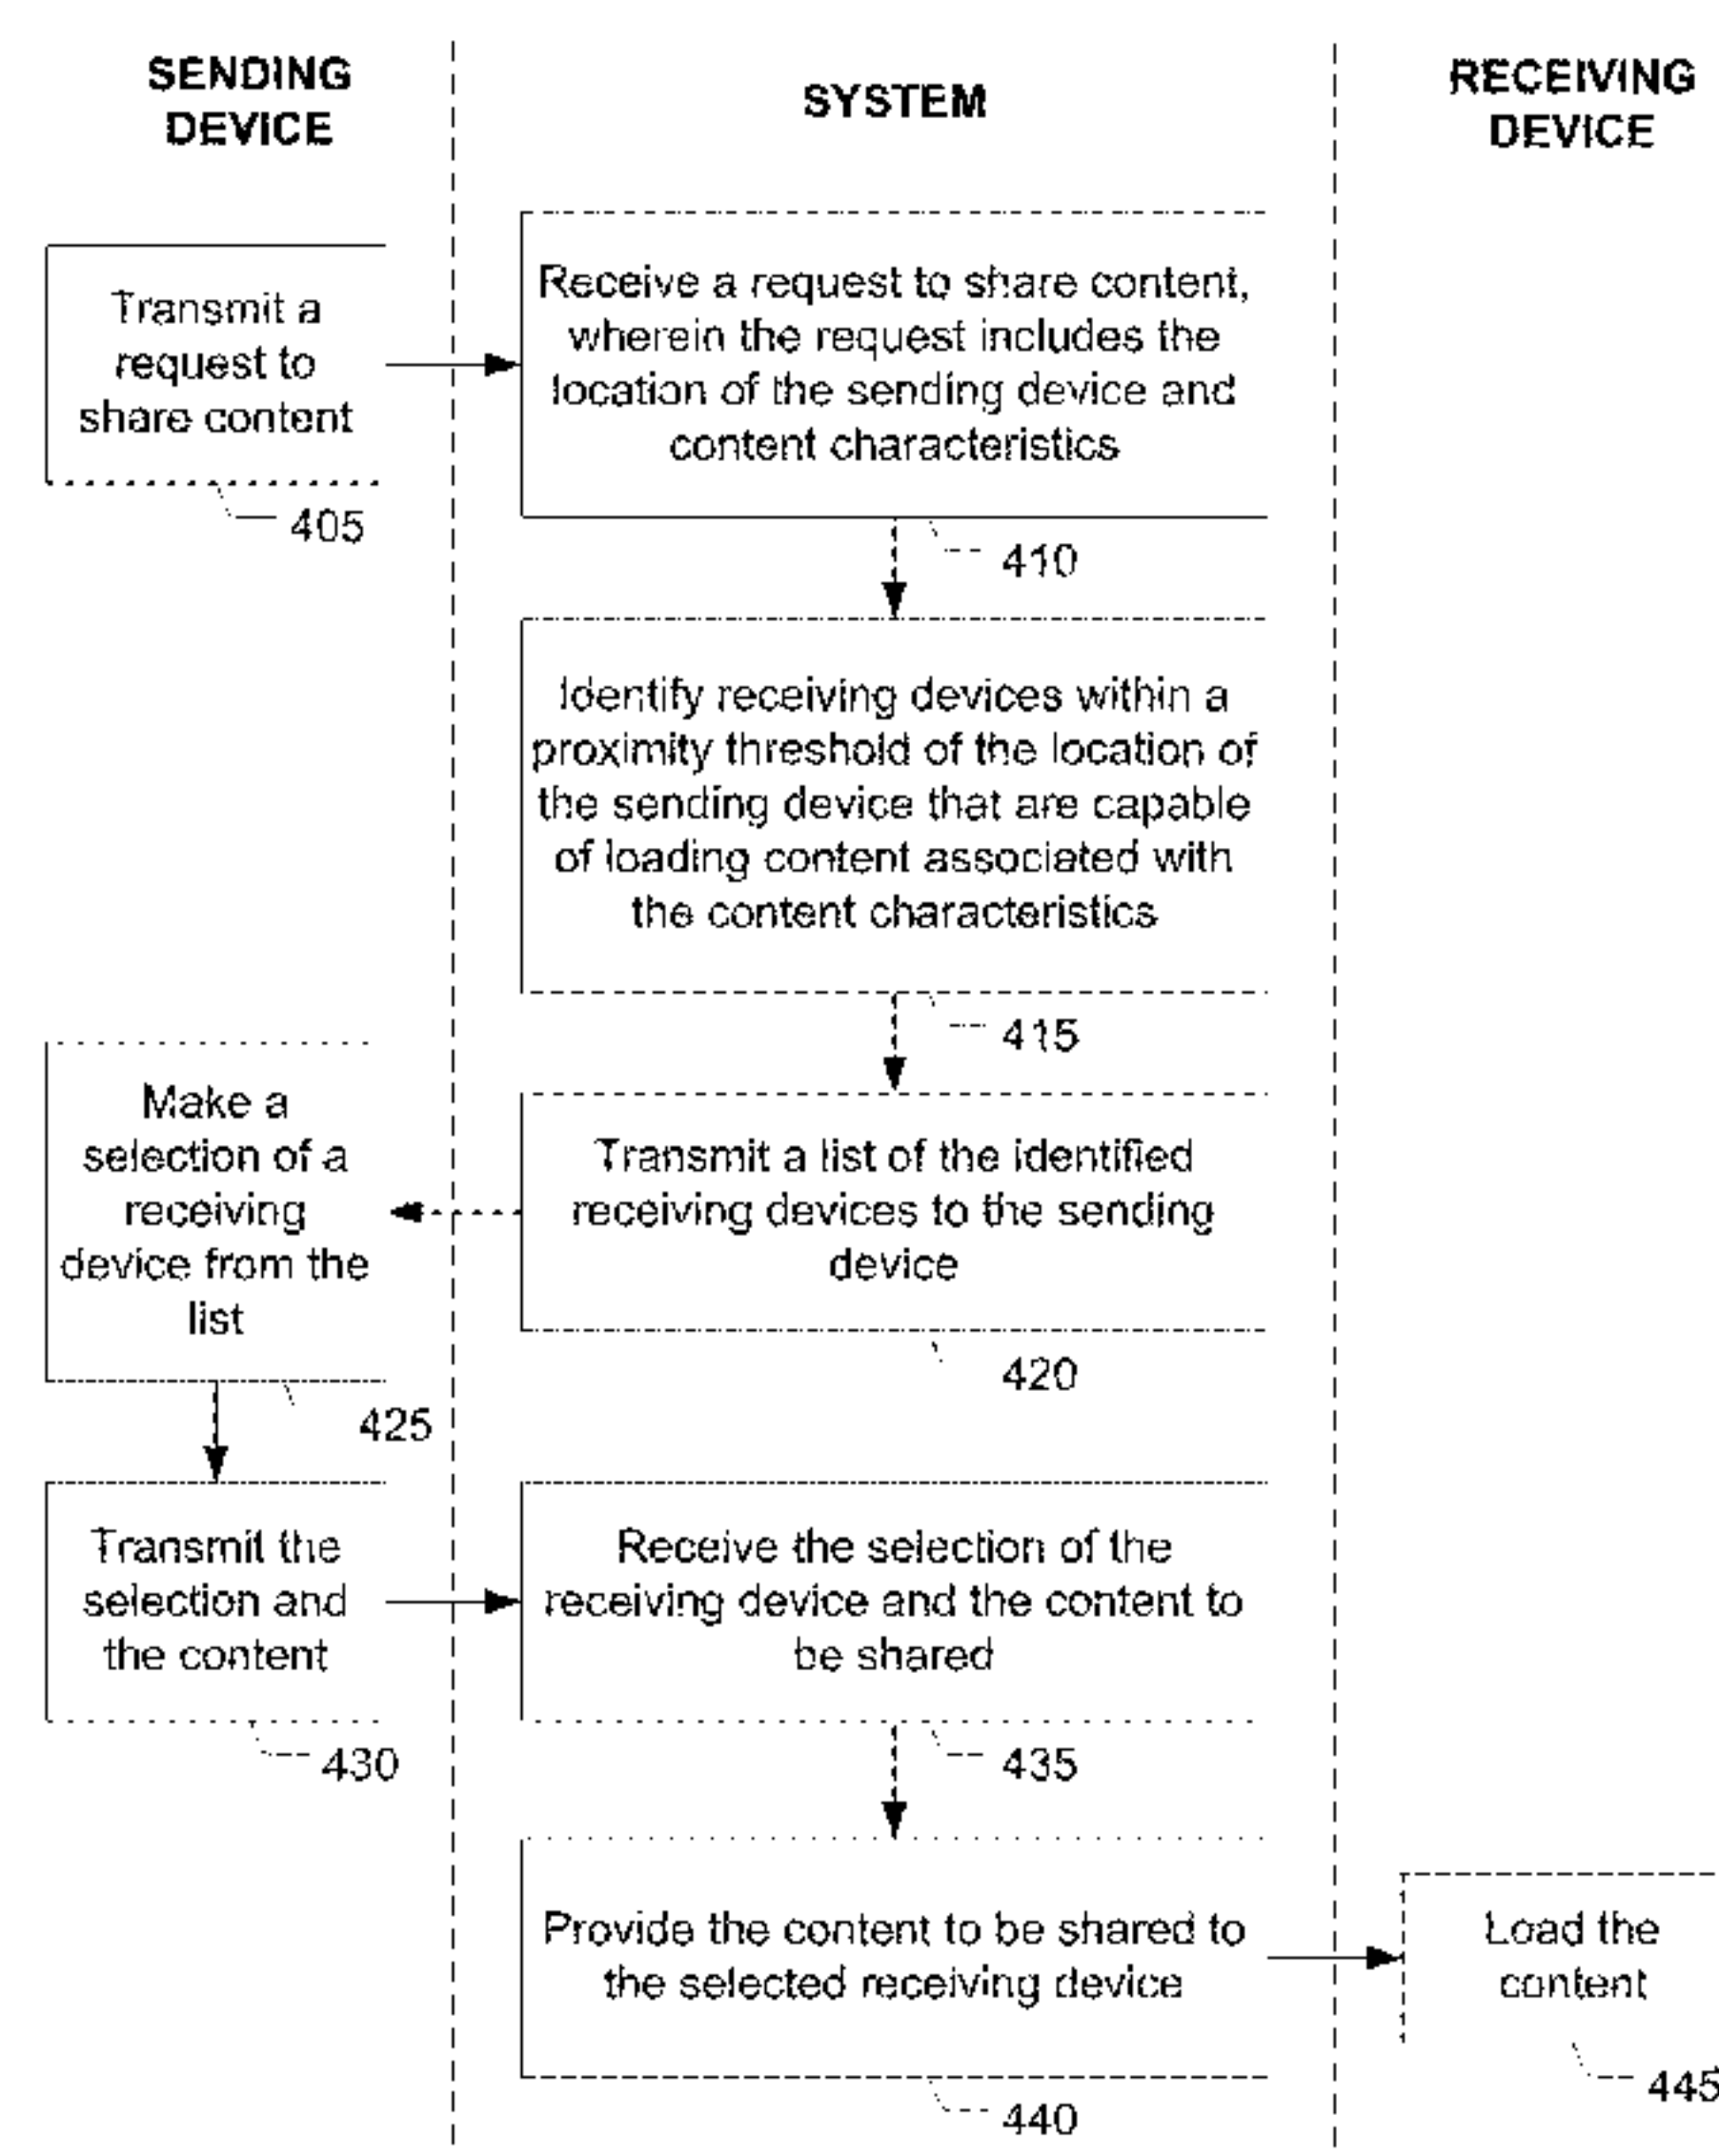 SENDING
DEVICE
SYSTEM
RECEIVING
DEVICE
Transmit a
request to
share content
405
Receive a request to share content,
wherein the request includes the
location of the sending device and
content characteristics
410
Identify receiving devices within a
proximity threshold of the location of
the sending device that are capable
of loading content associated with
the content characteristics
415
Transmit a list of the identified
receiving devices to the sending
device
420
Make a
selection of a
receiving
device from the
list
425
Transmit the
selection and
the content
430
Receive the selection of the
receiving device and the content to
be shared
435
Provide the content to be shared to
the selected receiving device
440
Load the
content
445